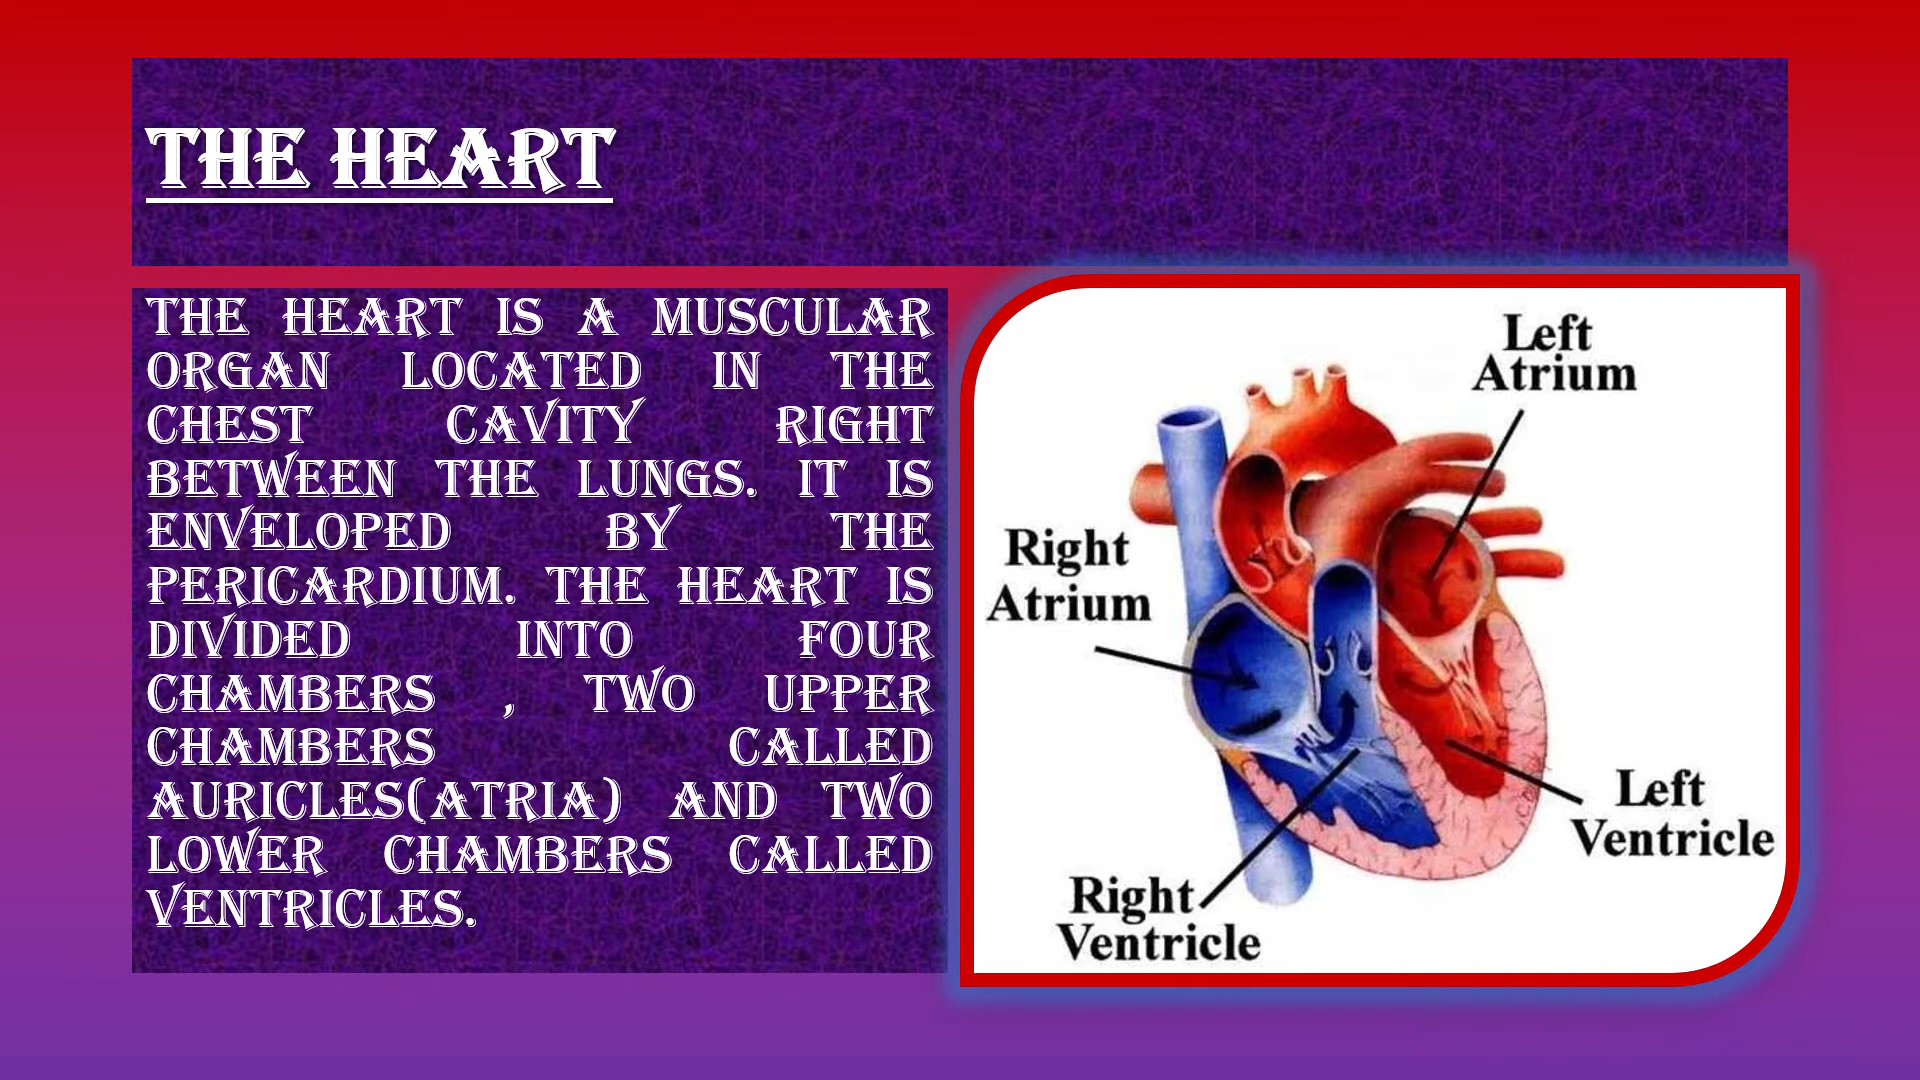 THE HEART
THE HEART IS A MUSCULAR
ORGAN LOCATED IN THE
CHEST CAVITY RIGHT
BETWEEN THE LUNGS. IT IS
ENVELOPED BY THE
PERICARDIUM. THE HEART IS
DIVIDED INTO FOUR
CHAMBERS , TWO UPPER
CHAMBERS CALLED
AURICLES(ATRIA) AND TWO
LOWER CHAMBERS CALLED
VENTRICLES.
Left
Atrium
Right
Atrium
Left
Ventricle
Right
Ventricle